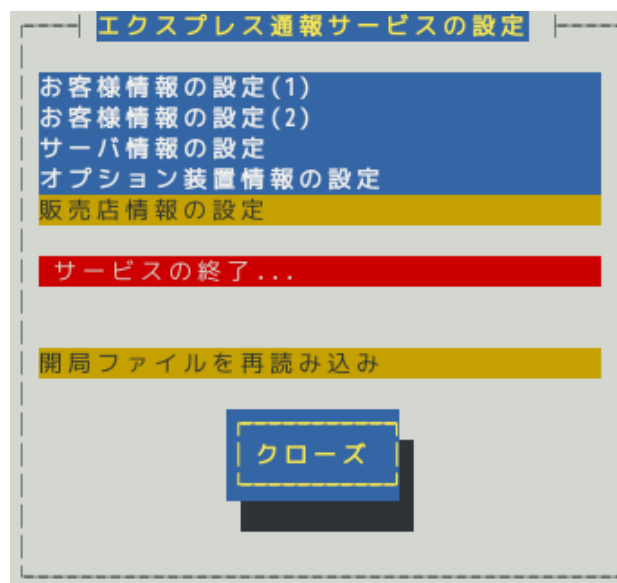 エクスプレス通報サービスの設定
お客様情報の設定(1)
お客様情報の設定(2)
サーバ情報の設定
オプション装置情報の設定
販売店情報の設定
サービスの終了...
開局ファイルを再読み込み
クローズ